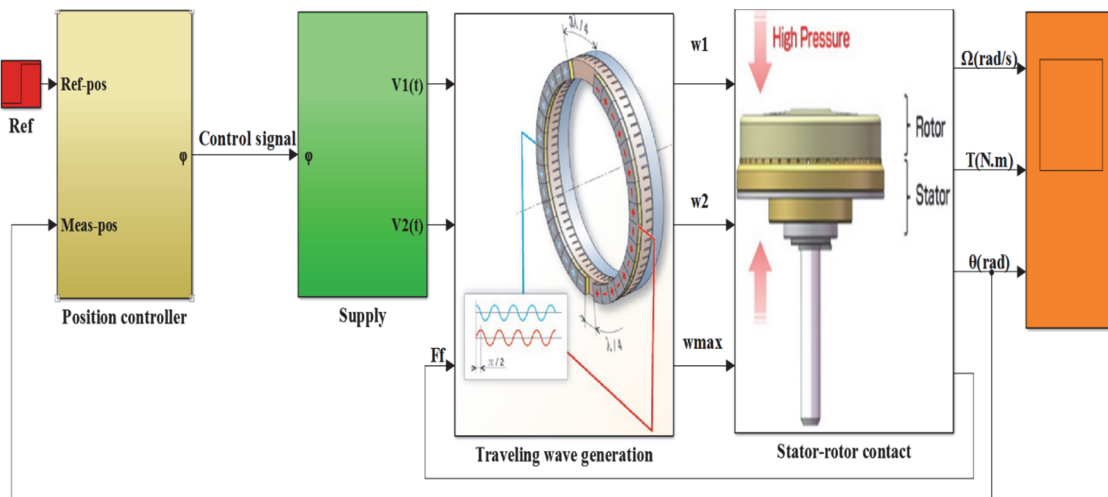 Ref
Ref-pos
Meas-pos
φ
Position controller
Control signal
φ
V1(t)
V2(t)
Supply
3λ/4
λ/4
π/2
Ff
Traveling wave generation
w1
w2
wmax
High Pressure
Rotor
Stator
Stator-rotor contact
Ω(rad/s)
T(N.m)
θ(rad)